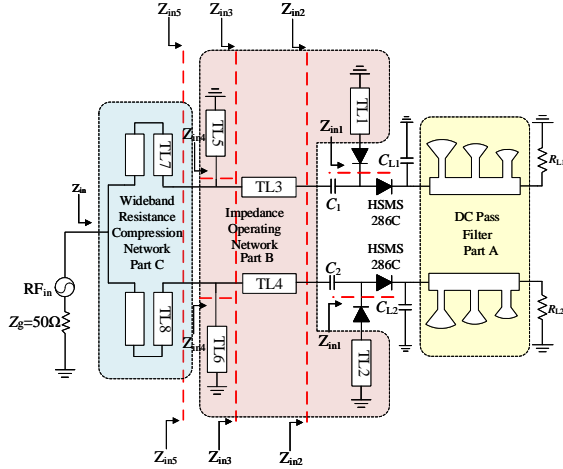 Zin5
Zin3
Zin2
TL1
TL5
Zin4
Zin1
CL1
RL1
TL7
TL3
C1
HSMS
286C
Zin
Wideband
Resistance
Compression
Network
Part C
Impedance
Operating
Network
Part B
DC Pass
Filter
Part A
HSMS
286C
RFin
TL4
C2
CL2
RL2
Zg=50Ω
TL8
Zin4
TL6
Zin1
TL2
Zin5
Zin3
Zin2